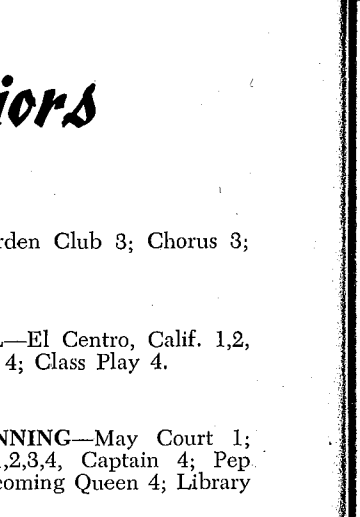 iors
rden Club 3; Chorus 3;
—El Centro, Calif. 1,2,
4; Class Play 4.
NNING—May Court 1;
1,2,3,4, Captain 4; Pep
coming Queen 4; Library